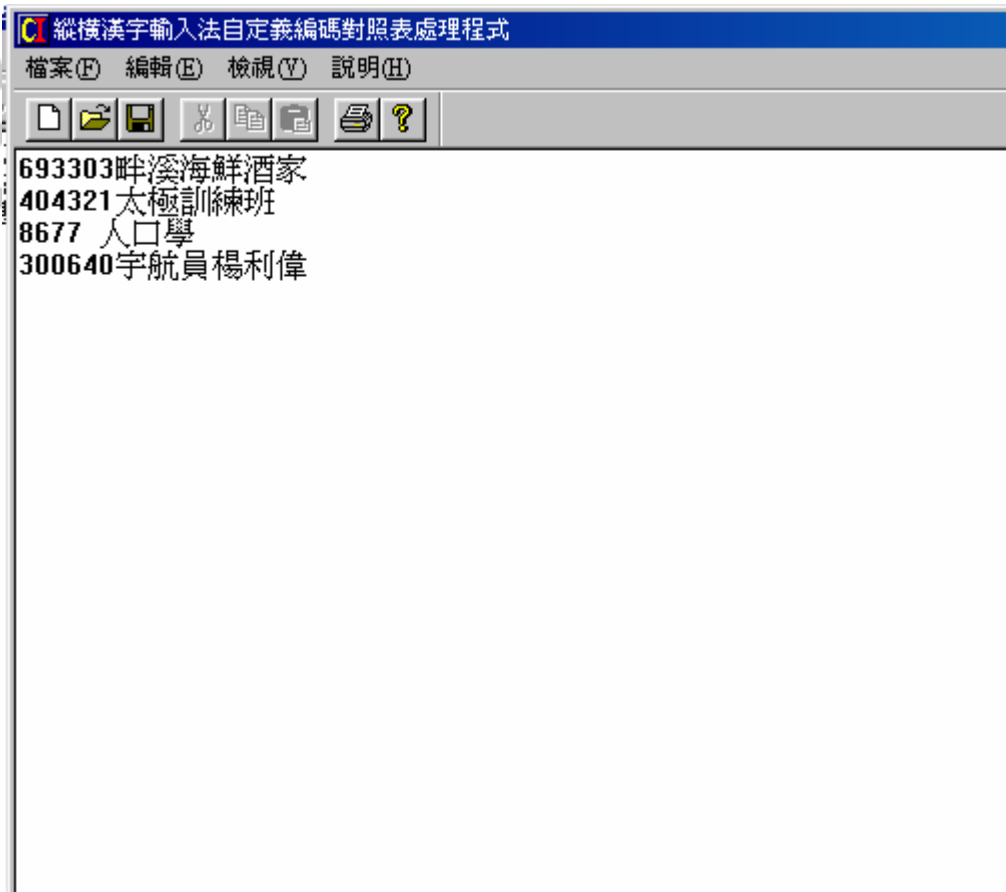 CI 縱橫漢字輸入法自定義編碼對照表處理程式
檔案(F) 編輯(E) 檢視(V) 說明(H)
693303畔溪海鮮酒家
404321太極訓練班
8677 人口學
300640宇航員楊利偉